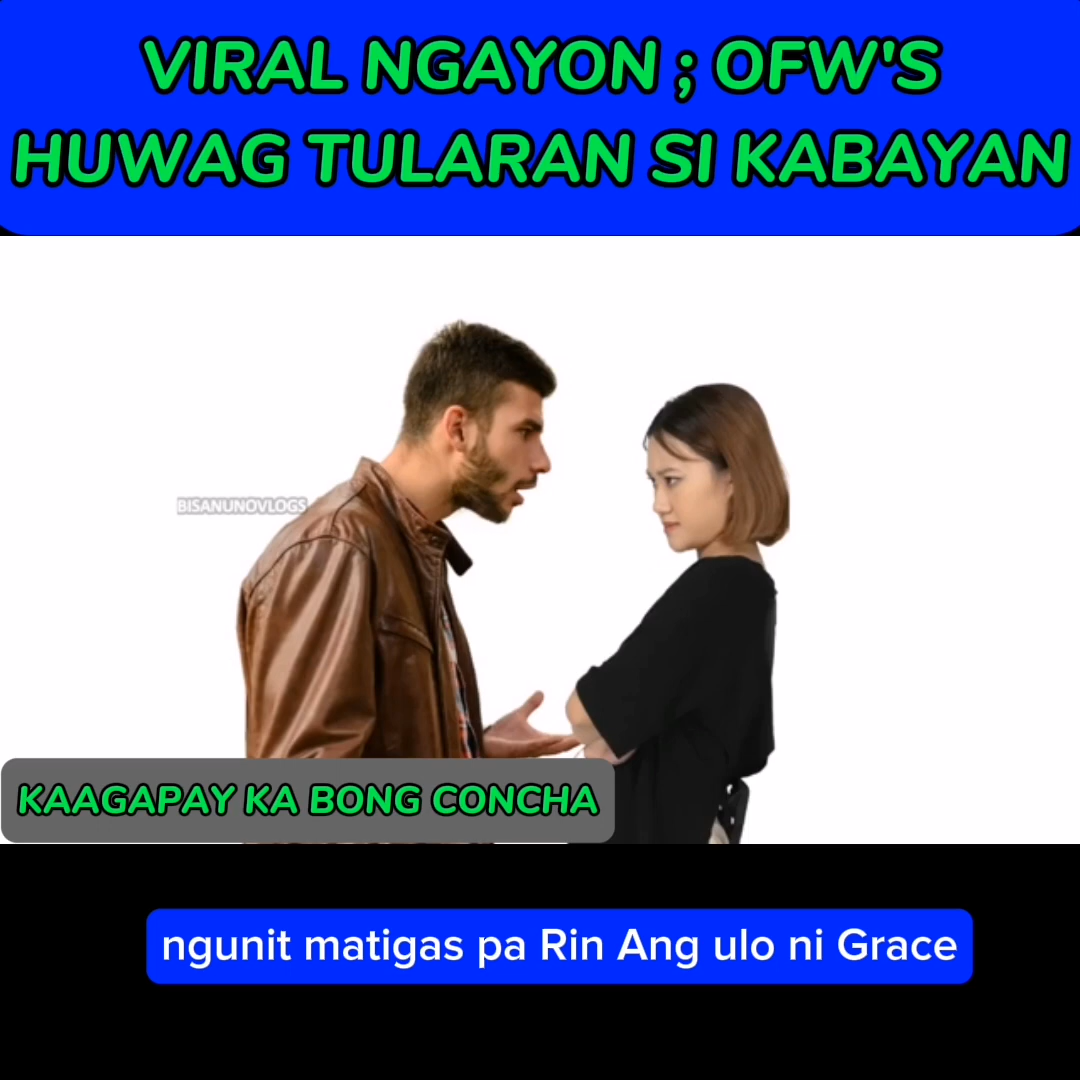 VIRAL NGAYON ; OFW'S
HUWAG TULARAN SI KABAYAN
BISANUNOVLOGS
KAAGAPAY KA BONG CONCHA
ngunit matigas pa Rin Ang ulo ni Grace